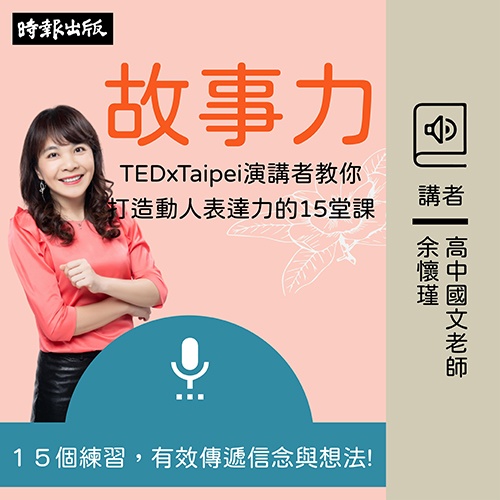 時報出版
故事力
TEDxTaipei演講者教你
打造動人表達力的15堂課
講者
高中國文老師
余懷瑾
１５個練習，有效傳遞信念與想法!